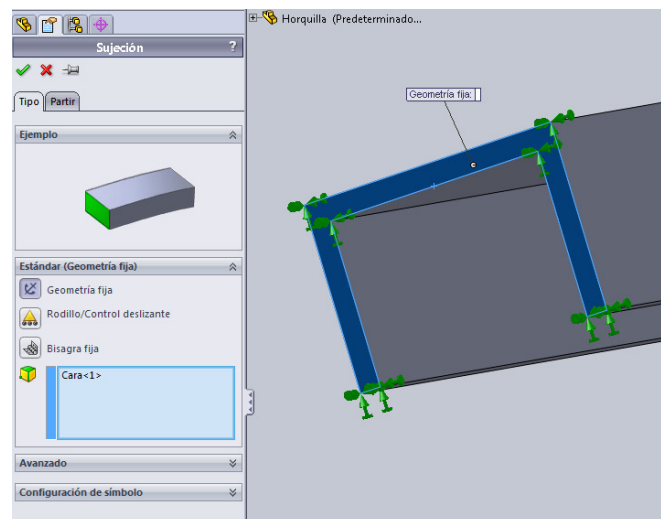 Horquilla (Predeterminado...
Sujeción
?
Tipo
Partir
Ejemplo
Geometría fija:
Estándar (Geometría fija)
Geometría fija
Rodillo/Control deslizante
Bisagra fija
Cara<1>
Avanzado
Configuración de símbolo